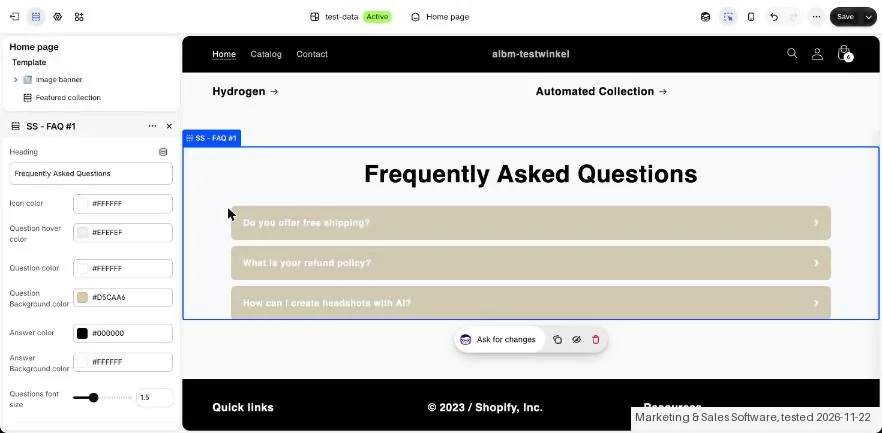 test-data Active Home page Save
Home page
Template
Image banner
Featured collection
SS - FAQ #1
Heading
Frequently Asked Questions
Icon color #FFFFFF
Question hover color #EFEFEF
Question color #FFFFFF
Question Background color #D5CAA6
Answer color #000000
Answer Background color #FFFFFF
Questions font size 1.5
Home Catalog Contact aibm-testwinkel 6
Hydrogen → Automated Collection →
SS - FAQ #1
Frequently Asked Questions
Do you offer free shipping?
What is your refund policy?
How can I create headshots with AI?
Ask for changes
Quick links © 2023 / Shopify, Inc. Resources
Marketing & Sales Software, tested 2026-11-22